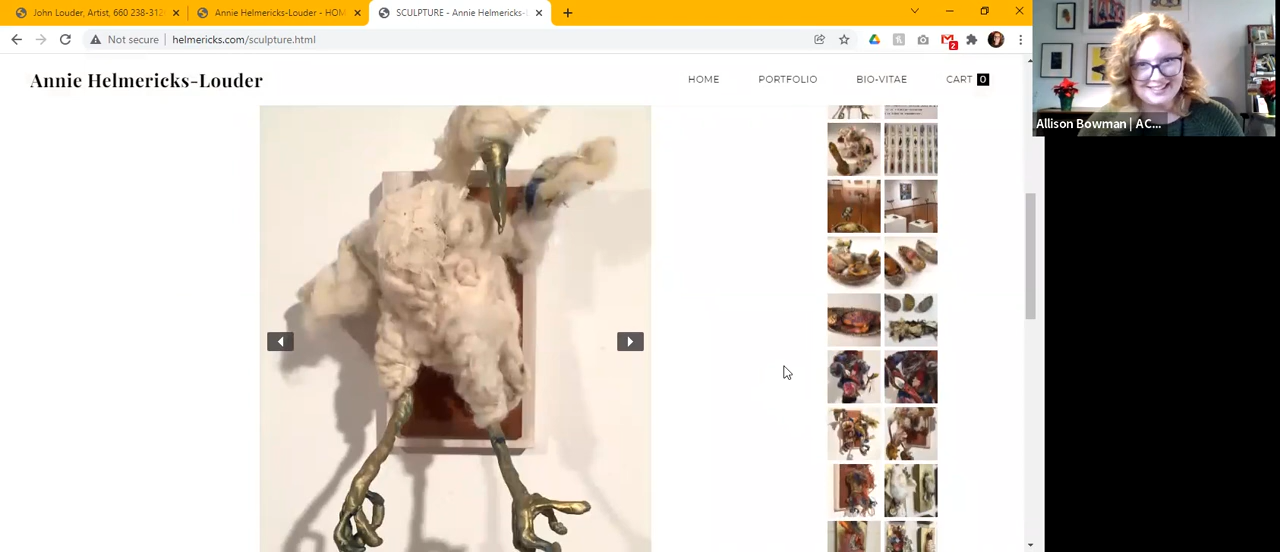 John Louder, Artist, 660 238-312
Annie Helmericks-Louder - HOM
SCULPTURE - Annie Helmericks-
Not secure
helmericks.com/sculpture.html
2
Annie Helmericks-Louder
HOME
PORTFOLIO
BIO-VITAE
CART 0
Allison Bowman | AC...